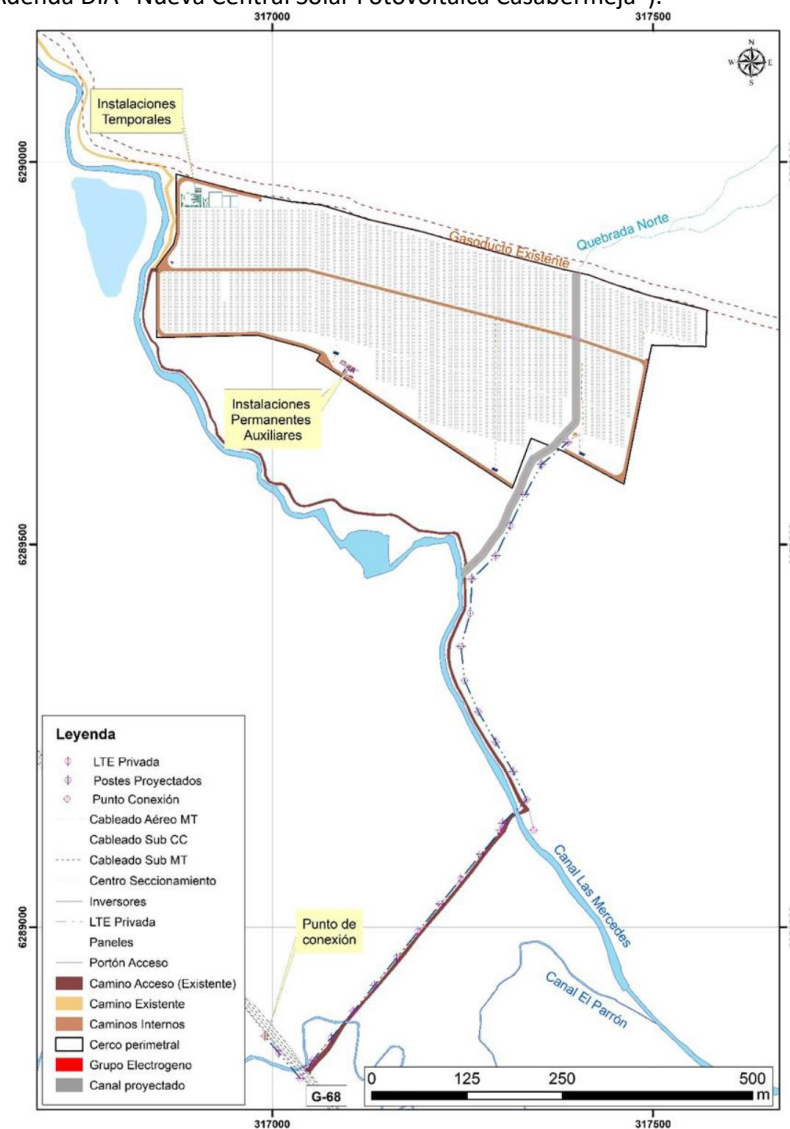 Adenda DIA "Nueva Central Solar Fotovoltaica Casabermeja").
317000
317500
N
W
E
S
Instalaciones
Temporales
6290000
Quebrada Norte
Gasoducto Existente
Instalaciones
Permanentes
Auxiliares
6289500
Leyenda
LTE Privada
Postes Proyectados
Punto Conexión
Cableado Aéreo MT
Cableado Sub CC
Cableado Sub MT
Centro Seccionamiento
Inversores
LTE Privada
Paneles
Portón Acceso
Camino Acceso (Existente)
Camino Existente
Caminos Internos
Cerco perimetral
Grupo Electrogeno
Canal proyectado
Canal Las Mercedes
Punto de
conexión
6289000
Canal El Parrón
G-68
0 125 250 500
m
317000
317500